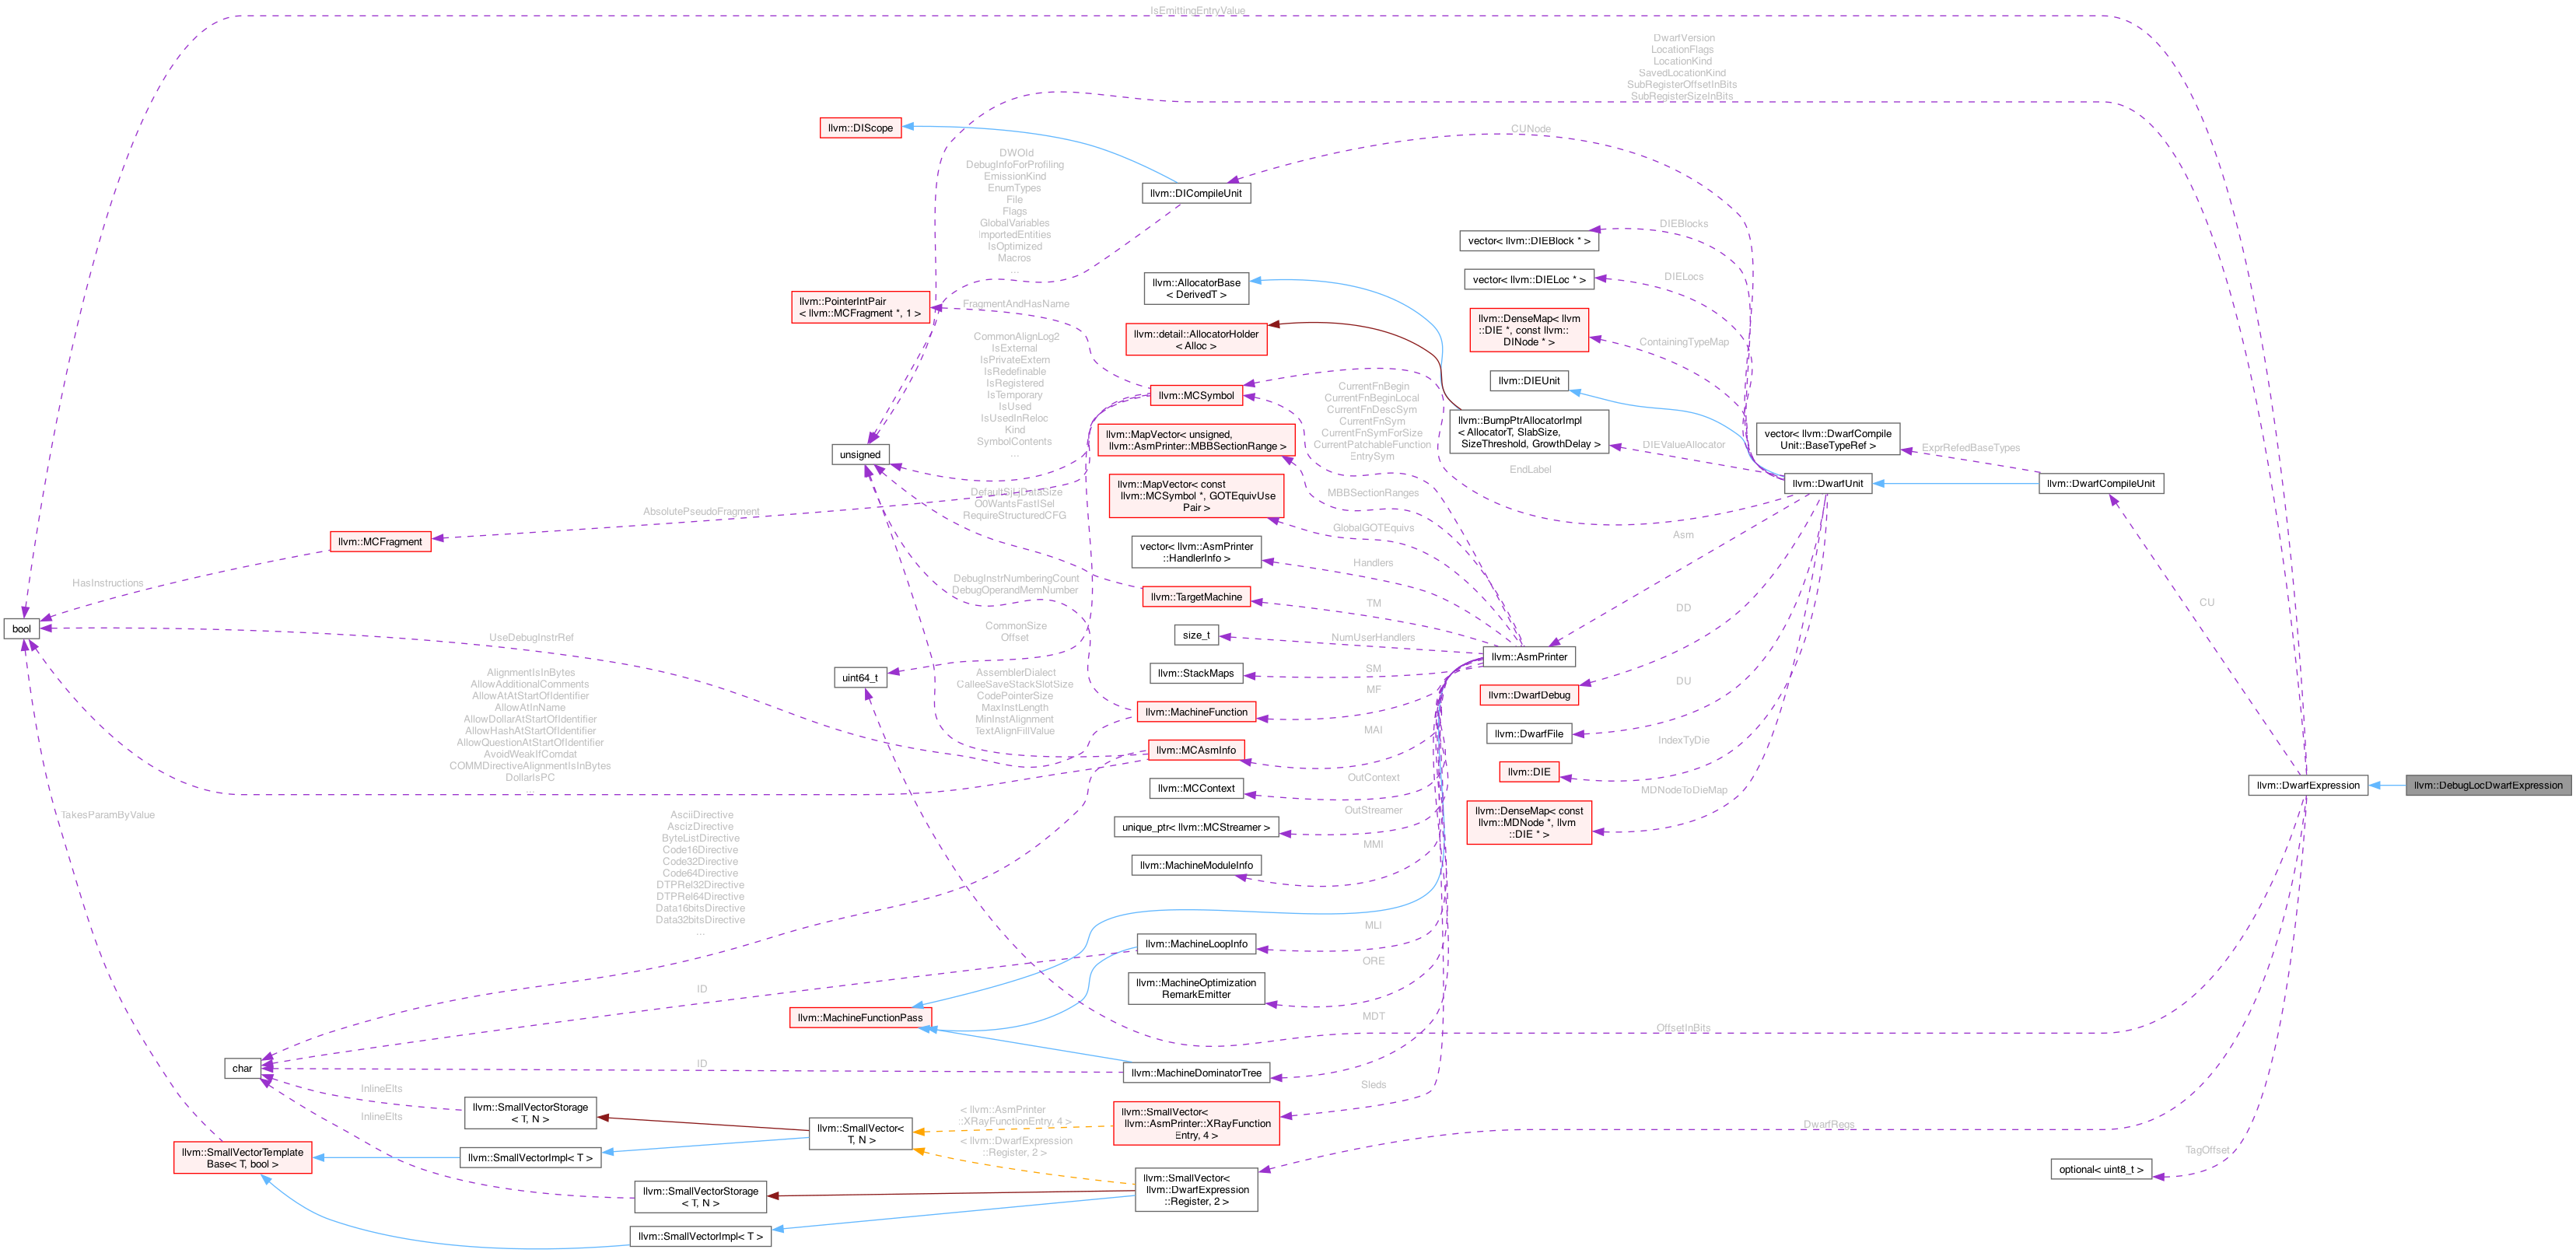 IsEmittingEntryValue
DwarfVersion
LocationFlags
LocationKind
SavedLocationKind
SubRegisterOffsetInBits
SubRegisterSizeInBits
llvm::DIScope
CUNode
DWOId
DebugInfoForProfiling
EmissionKind
EnumTypes
File
Flags
GlobalVariables
ImportedEntities
IsOptimized
Macros
...
llvm::DICompileUnit
DIEBlocks
vector< llvm::DIEBlock * >
DIELocs
vector< llvm::DIELoc * >
llvm::AllocatorBase
< DerivedT >
llvm::PointerIntPair
< llvm::MCFragment *, 1 >
FragmentAndHasName
llvm::detail::AllocatorHolder
< Alloc >
llvm::DenseMap< llvm
::DIE *, const llvm::
DINode * >
ContainingTypeMap
CommonAlignLog2
IsExternal
IsPrivateExtern
IsRedefinable
IsRegistered
IsTemporary
IsUsed
IsUsedInReloc
Kind
SymbolContents
...
llvm::DIEUnit
llvm::MCSymbol
CurrentFnBegin
CurrentFnBeginLocal
CurrentFnDescSym
CurrentFnSym
CurrentFnSymForSize
CurrentPatchableFunction
EntrySym
llvm::BumpPtrAllocatorImpl
< AllocatorT, SlabSize,
SizeThreshold, GrowthDelay >
DIEValueAllocator
vector< llvm::DwarfCompile
Unit::BaseTypeRef >
ExprRefedBaseTypes
llvm::MapVector< unsigned,
llvm::AsmPrinter::MBBSectionRange >
unsigned
EndLabel
llvm::DwarfUnit
llvm::DwarfCompileUnit
MBBSectionRanges
llvm::MapVector< const
llvm::MCSymbol *, GOTEquivUse
Pair >
DefaultSjLjDataSize
O0WantsFastISel
RequireStructuredCFG
AbsolutePseudoFragment
GlobalGOTEquivs
Asm
llvm::MCFragment
vector< llvm::AsmPrinter
::HandlerInfo >
Handlers
HasInstructions
DebugInstrNumberingCount
DebugOperandMemNumber
llvm::TargetMachine
TM
DD
CU
bool
UseDebugInstrRef
CommonSize
Offset
size_t
NumUserHandlers
llvm::AsmPrinter
uint64_t
llvm::StackMaps
SM
AlignmentIsInBytes
AllowAdditionalComments
AllowAtAtStartOfIdentifier
AllowAtInName
AllowDollarAtStartOfIdentifier
AllowHashAtStartOfIdentifier
AllowQuestionAtStartOfIdentifier
AvoidWeakIfComdat
COMMDirectiveAlignmentIsInBytes
DollarIsPC
...
AssemblerDialect
CalleeSaveStackSlotSize
CodePointerSize
MaxInstLength
MinInstAlignment
TextAlignFillValue
MF
DU
llvm::DwarfDebug
llvm::MachineFunction
MAI
llvm::DwarfFile
IndexTyDie
llvm::MCAsmInfo
llvm::DIE
OutContext
llvm::MCContext
MDNodeToDieMap
llvm::DwarfExpression
llvm::DebugLocDwarfExpression
OutStreamer
unique_ptr< llvm::MCStreamer >
llvm::DenseMap< const
llvm::MDNode *, llvm
::DIE * >
TakesParamByValue
AsciiDirective
AscizDirective
ByteListDirective
Code16Directive
Code32Directive
Code64Directive
DTPRel32Directive
DTPRel64Directive
Data16bitsDirective
Data32bitsDirective
...
MMI
llvm::MachineModuleInfo
MLI
llvm::MachineLoopInfo
ORE
ID
llvm::MachineOptimization
RemarkEmitter
llvm::MachineFunctionPass
MDT
OffsetInBits
char
ID
llvm::MachineDominatorTree
InlineElts
Sleds
llvm::SmallVectorStorage
< T, N >
InlineElts
< llvm::AsmPrinter
::XRayFunctionEntry, 4 >
llvm::SmallVector<
llvm::AsmPrinter::XRayFunction
Entry, 4 >
llvm::SmallVector<
T, N >
DwarfRegs
< llvm::DwarfExpression
::Register, 2 >
llvm::SmallVectorTemplate
Base< T, bool >
llvm::SmallVectorImpl< T >
TagOffset
optional< uint8_t >
llvm::SmallVectorStorage
< T, N >
llvm::SmallVector<
llvm::DwarfExpression
::Register, 2 >
llvm::SmallVectorImpl< T >